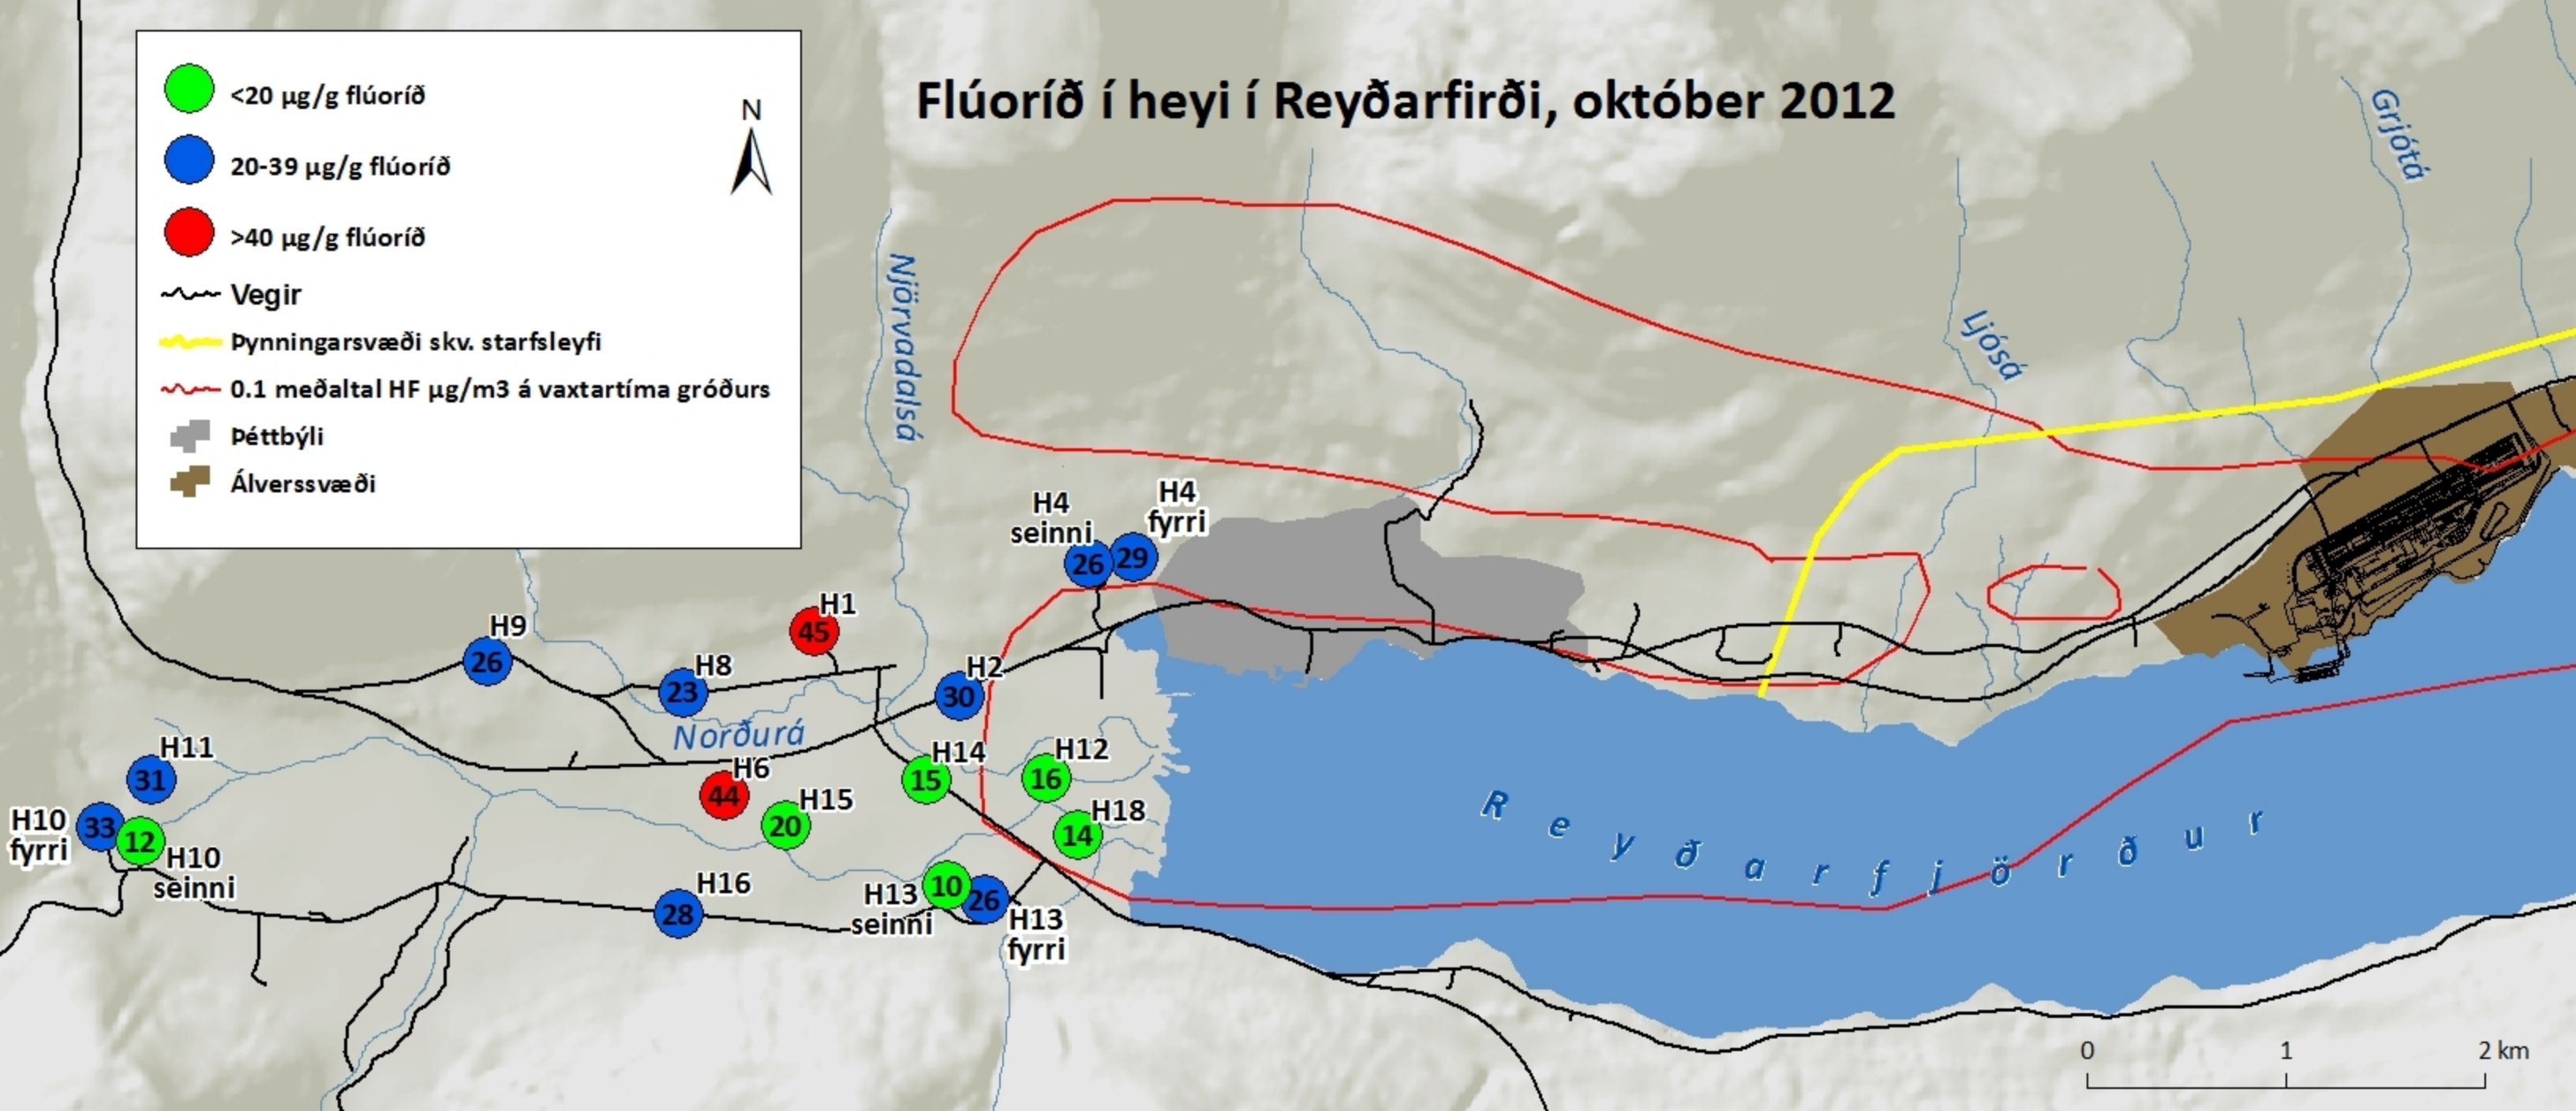 Flúoríð í heyi í Reyðarfirði, október 2012
<20 µg/g flúoríð
20-39 µg/g flúoríð
>40 µg/g flúoríð
Vegir
Þynningarsvæði skv. starfsleyfi
0.1 meðaltal HF µg/m3 á vaxtartíma gróðurs
Þéttbýli
Álverssvæði
N
Grjótá
Njörvadalsá
Ljósá
H4
seinni
26
H4
fyrri
29
H1
45
H9
26
H8
23
H2
30
Norðurá
H11
31
H6
44
H14
15
H12
16
H15
20
H18
14
H10
fyrri
33
12
H10
seinni
H16
28
H13
seinni
10
26
H13
fyrri
Reyðarfjörður
0 1 2 km